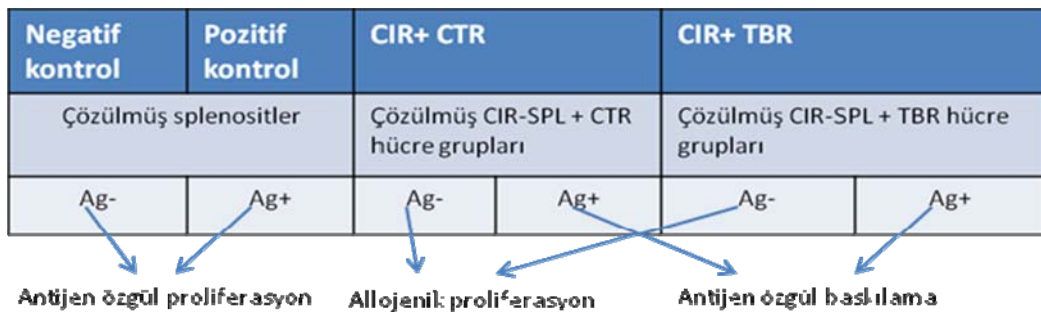 Negatif kontrol
Pozitif kontrol
CIR+ CTR
CIR+ TBR
Çözülmüş splenositler
Çözülmüş CIR-SPL + CTR
hücre grupları
Çözülmüş CIR-SPL + TBR hücre
grupları
Ag-
Ag+
Ag-
Ag+
Ag-
Ag+
Antijen özgül proliferasyon
Allojenik proliferasyon
Antijen özgül baskılama